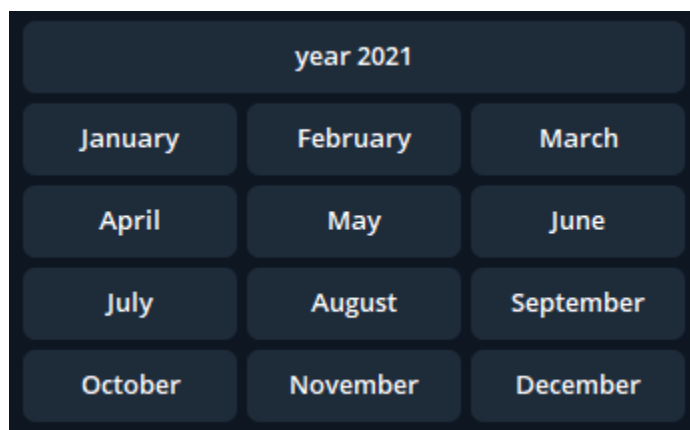 year 2021
January February March
April May June
July August September
October November December